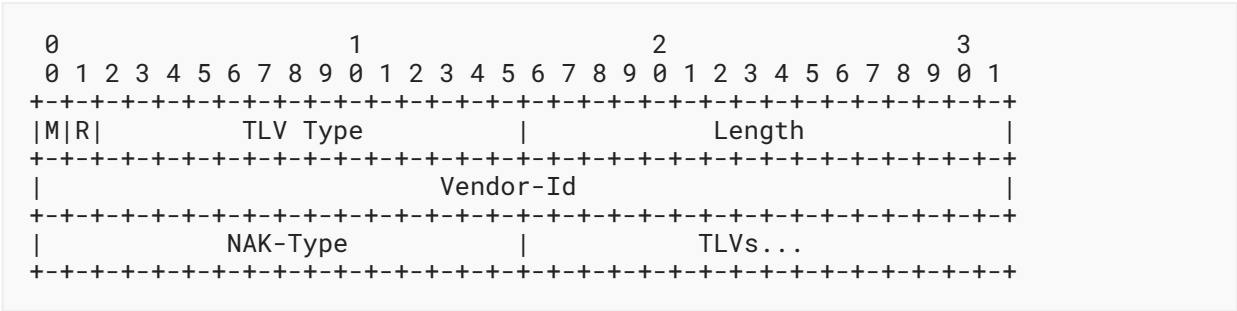 0                   1                   2                   3
 0 1 2 3 4 5 6 7 8 9 0 1 2 3 4 5 6 7 8 9 0 1 2 3 4 5 6 7 8 9 0 1
+-+-+-+-+-+-+-+-+-+-+-+-+-+-+-+-+-+-+-+-+-+-+-+-+-+-+-+-+-+-+-+-+
|M|R|         TLV Type          |            Length             |
+-+-+-+-+-+-+-+-+-+-+-+-+-+-+-+-+-+-+-+-+-+-+-+-+-+-+-+-+-+-+-+-+
|                          Vendor-Id                            |
+-+-+-+-+-+-+-+-+-+-+-+-+-+-+-+-+-+-+-+-+-+-+-+-+-+-+-+-+-+-+-+-+
|            NAK-Type           |           TLVs...
+-+-+-+-+-+-+-+-+-+-+-+-+-+-+-+-+-+-+-+-+-+-+-+-+-+-+-+-+-+-+-+-+